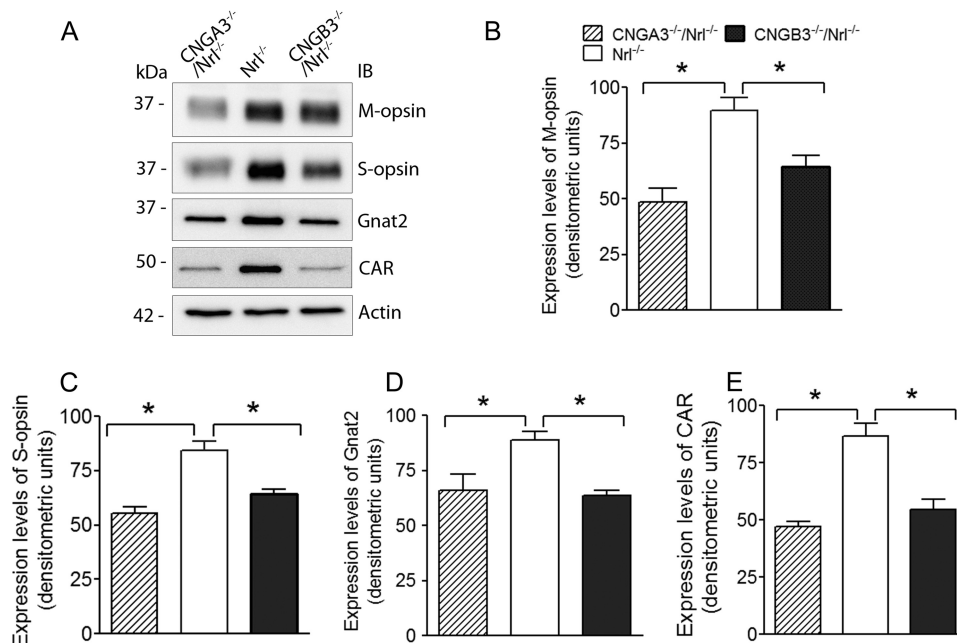 A
CNGA3-/-
/Nrl-/-
Nrl-/-
CNGB3-/-
/Nrl-/-
kDa
IB
37 -
M-opsin
37 -
S-opsin
37 -
Gnat2
50 -
CAR
42 -
Actin
B
CNGA3-/-/Nrl-/-
CNGB3-/-/Nrl-/-
Nrl-/-
Expression levels of M-opsin
(densitometric units)
100
75
50
25
0
*
*
C
Expression levels of S-opsin
(densitometric units)
100
75
50
25
0
*
*
D
Expression levels of Gnat2
(densitometric units)
100
75
50
25
0
*
*
E
Expression levels of CAR
(densitometric units)
100
75
50
25
0
*
*